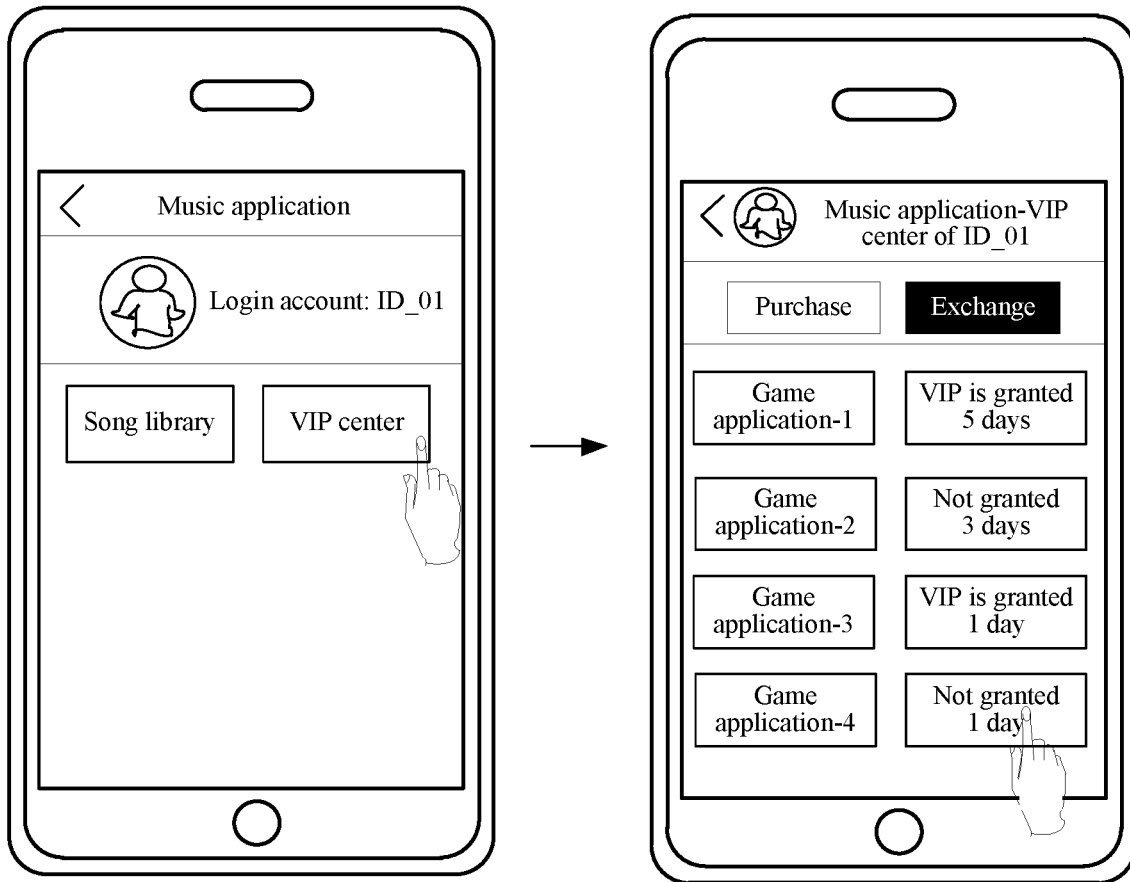 Music application
Login account: ID_01
Song library
VIP center
Music application-VIP
center of ID_01
Purchase
Exchange
Game
application-1
VIP is granted
5 days
Game
application-2
Not granted
3 days
Game
application-3
VIP is granted
1 day
Game
application-4
Not granted
1 day